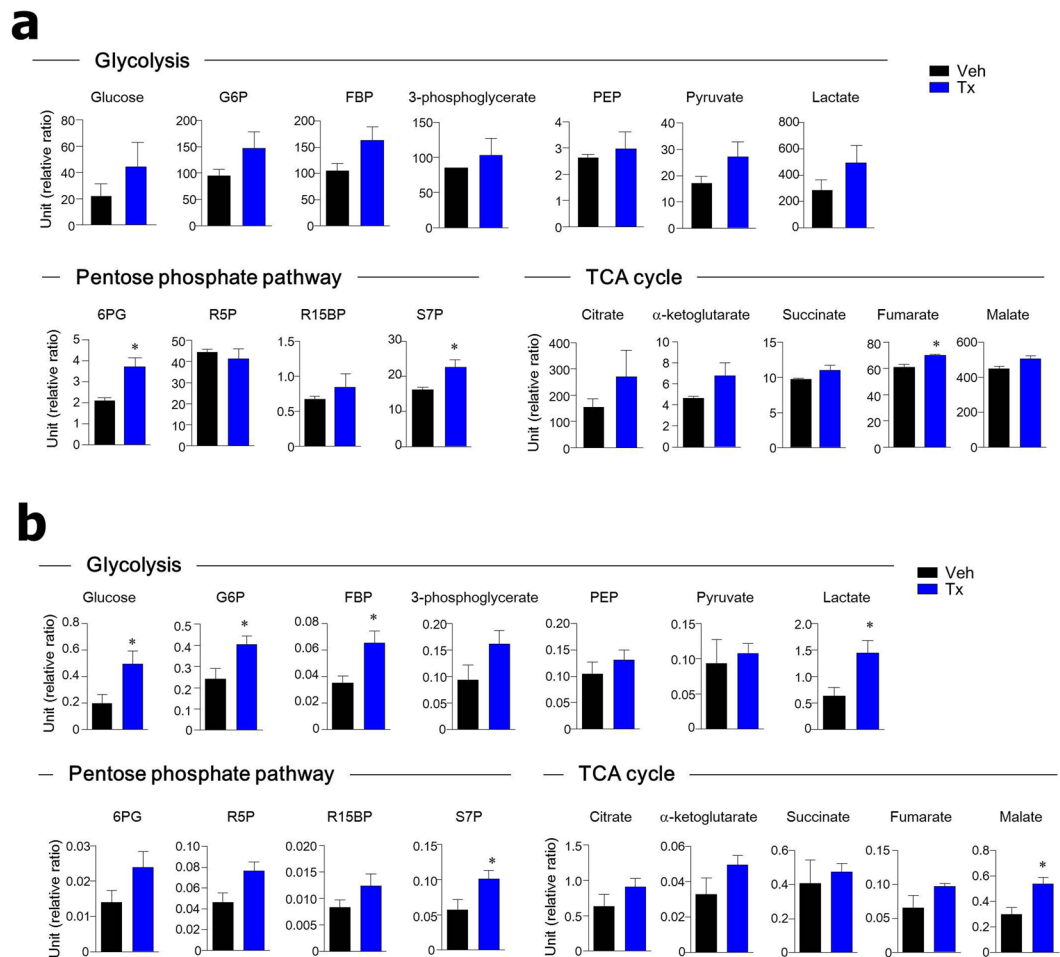 a
Glycolysis
Veh
Tx
Glucose G6P FBP 3-phosphoglycerate PEP Pyruvate Lactate
Unit (relative ratio)
80 60 40 20 0
200 150 100 50 0
200 150 100 50 0
150 100 50 0
4 3 2 1 0
40 30 20 10 0
800 600 400 200 0
Pentose phosphate pathway
TCA cycle
6PG R5P R15BP S7P
Citrate α-ketoglutarate Succinate Fumarate Malate
Unit (relative ratio)
5 4 3 2 1 0
*
50 40 30 20 10 0
1.5 1.0 0.5 0
30 20 10 0
*
Unit (relative ratio)
400 300 200 100 0
10 8 6 4 2 0
15 10 5 0
80 60 40 20 0
*
600 400 200 0
b
Glycolysis
Veh
Tx
Glucose G6P FBP 3-phosphoglycerate PEP Pyruvate Lactate
Unit (relative ratio)
0.8 0.6 0.4 0.2 0
*
0.5 0.4 0.3 0.2 0.1 0
*
0.08 0.06 0.04 0.02 0
*
0.20 0.15 0.10 0.05 0
0.20 0.15 0.10 0.05 0
0.15 0.10 0.05 0
2.0 1.5 1.0 0.5 0
*
Pentose phosphate pathway
TCA cycle
6PG R5P R15BP S7P
Citrate α-ketoglutarate Succinate Fumarate Malate
Unit (relative ratio)
0.03 0.02 0.01 0
0.10 0.08 0.06 0.04 0.02 0
0.020 0.015 0.010 0.005 0
0.15 0.10 0.05 0
*
Unit (relative ratio)
1.5 1.0 0.5 0
0.06 0.04 0.02 0
0.6 0.4 0.2 0
0.15 0.10 0.05 0
0.8 0.6 0.4 0.2 0
*